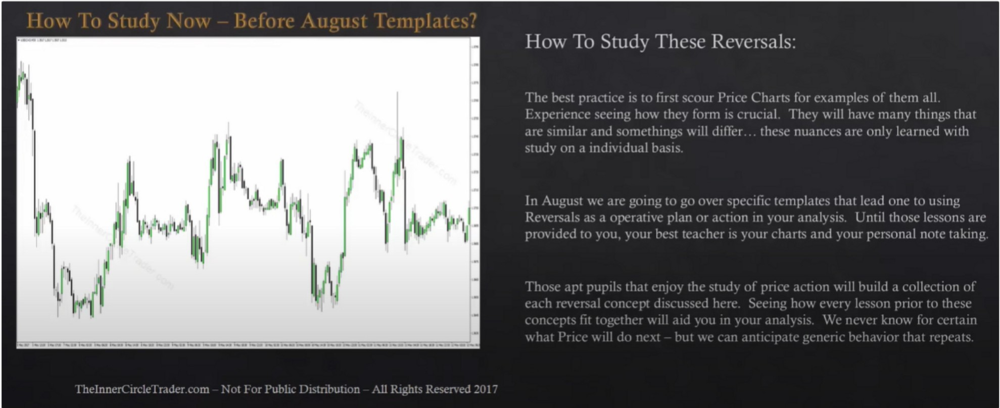 How To Study Now – Before August Templates?
TheInnerCircleTrader.com
TheInnerCircleTrader.com
How To Study These Reversals:
The best practice is to first scour Price Charts for examples of them all.
Experience seeing how they form is crucial.  They will have many things that
are similar and somethings will differ… these nuances are only learned with
study on a individual basis.
In August we are going to go over specific templates that lead one to using
Reversals as a operative plan or action in your analysis.  Until those lessons are
provided to you, your best teacher is your charts and your personal note taking.
Those apt pupils that enjoy the study of price action will build a collection of
each reversal concept discussed here.  Seeing how every lesson prior to these
concepts fit together will aid you in your analysis.  We never know for certain
what Price will do next – but we can anticipate generic behavior that repeats.
TheInnerCircleTrader.com – Not For Public Distribution – All Rights Reserved 2017